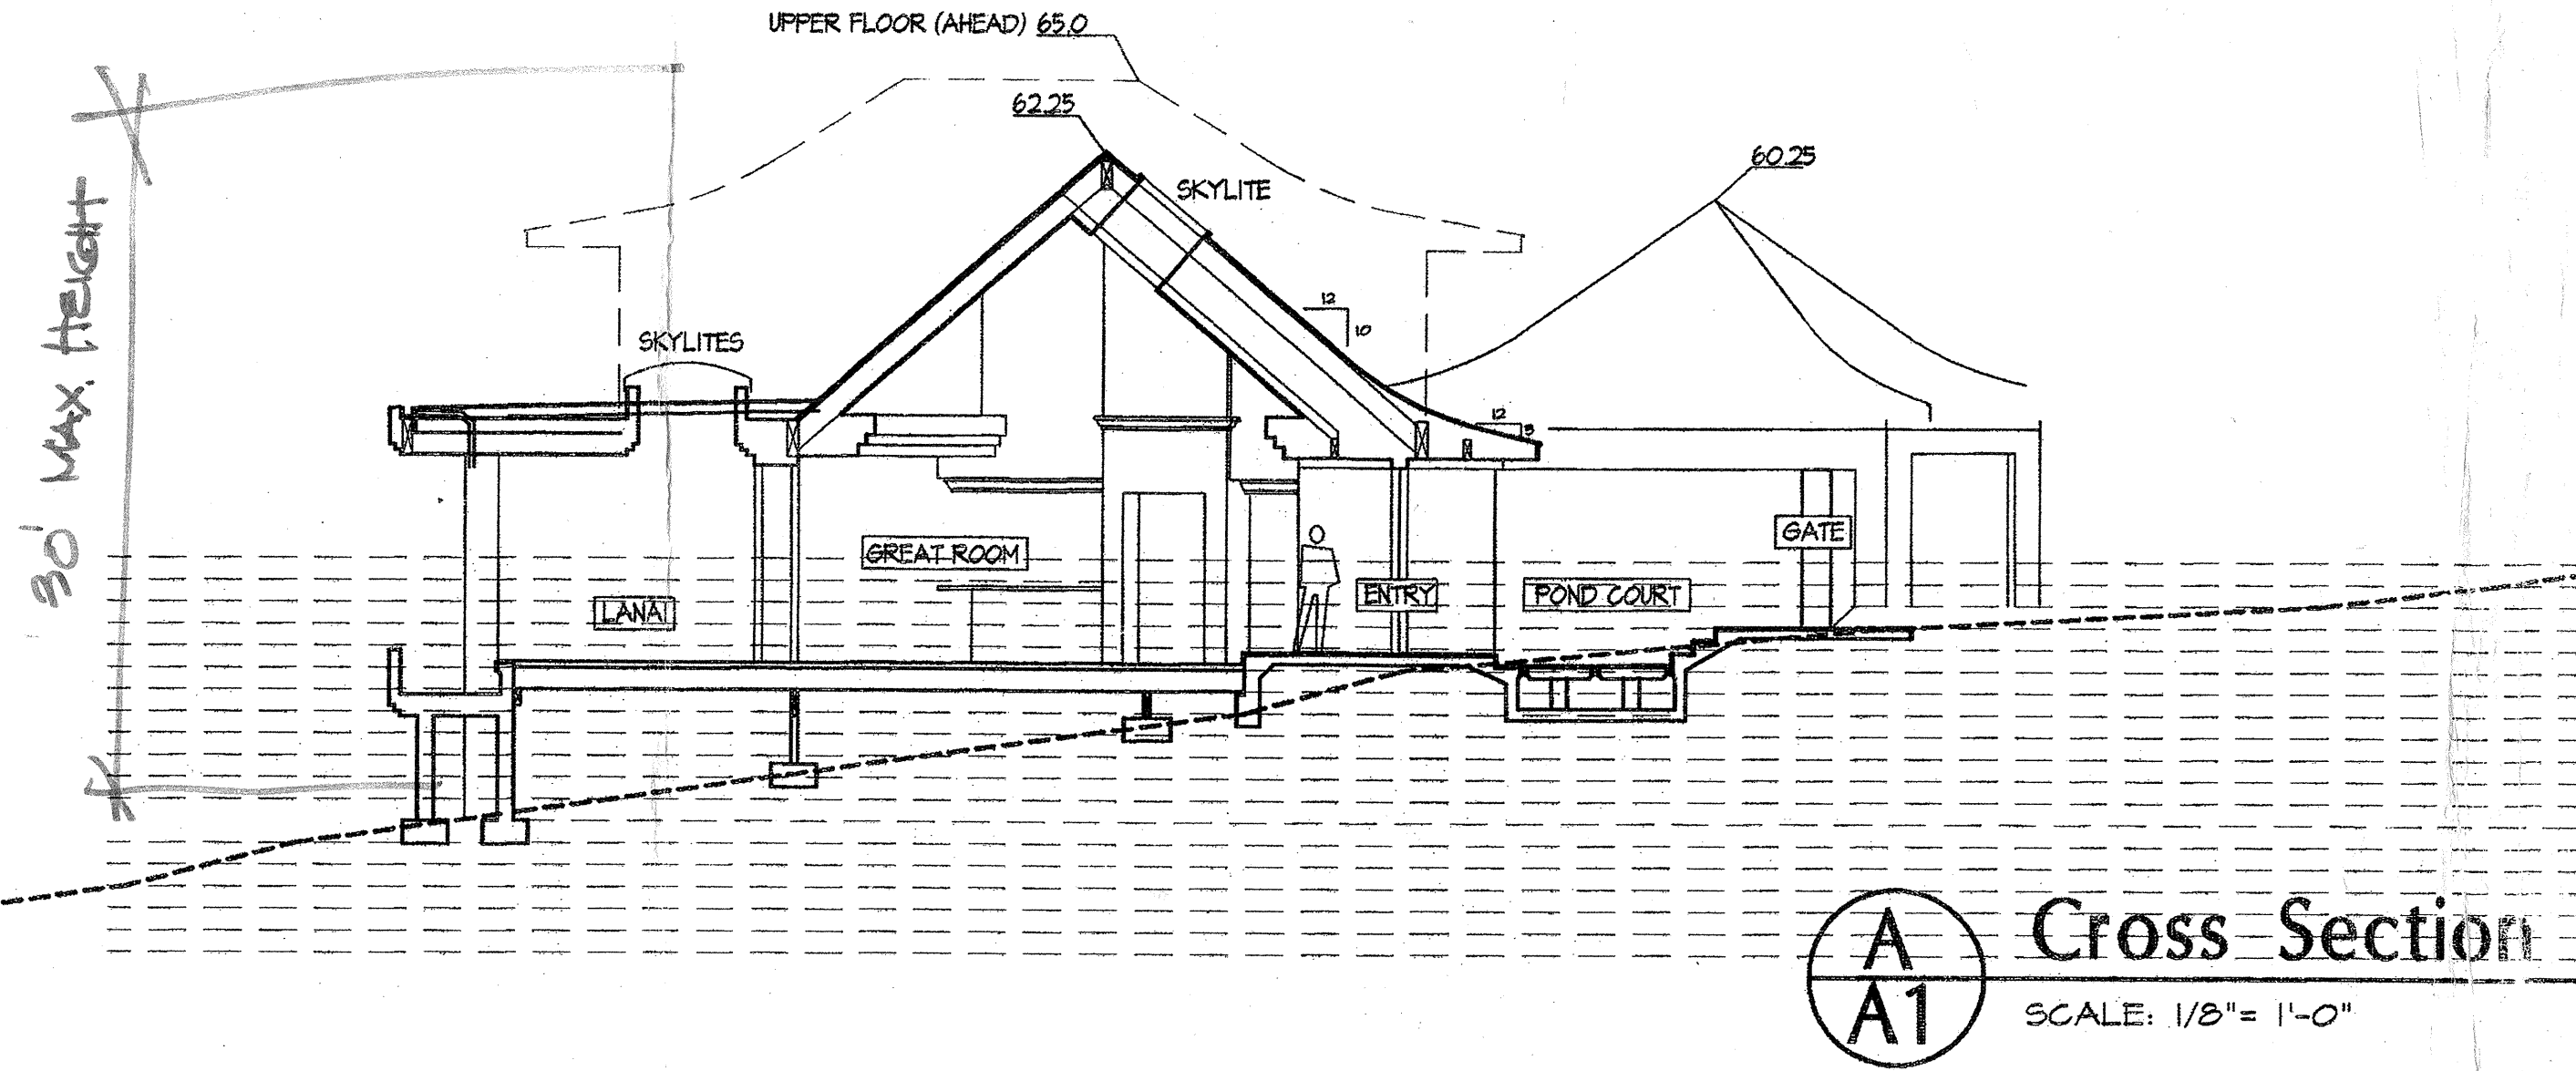 UPPER FLOOR (AHEAD) 65.0
62.25
60.25
SKYLITE
12
10
SKYLITES
12
3
30' MAX. HEIGHT
GATE
GREAT ROOM
ENTRY
POND COURT
LANAI
A
A1
Cross Section
SCALE: 1/8"= 1'-0"